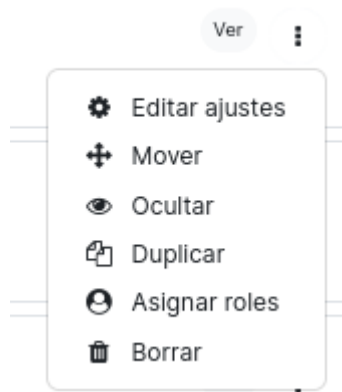 Ver
Editar ajustes
Mover
Ocultar
Duplicar
Asignar roles
Borrar